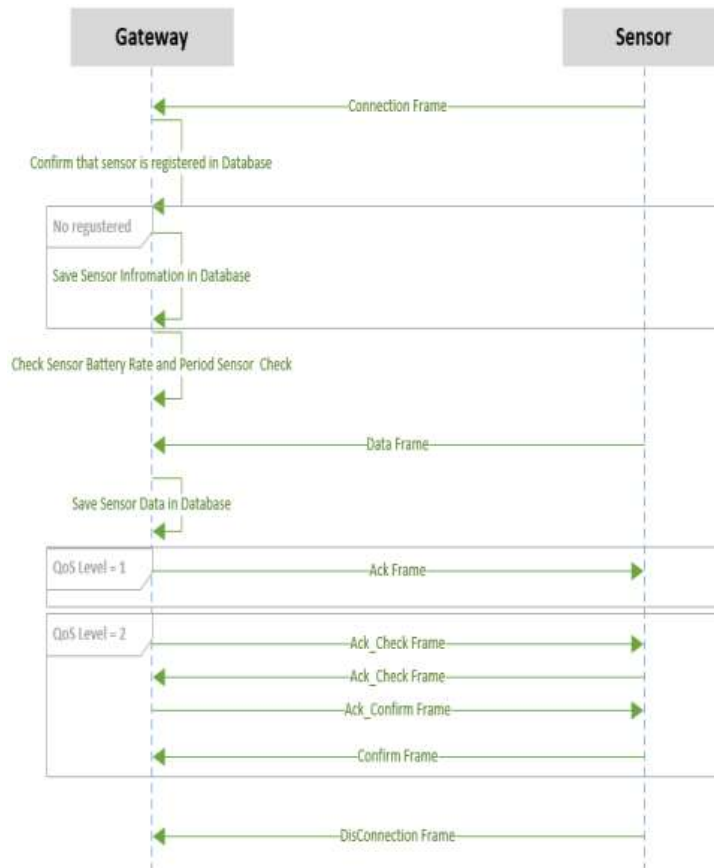 Gateway
Sensor
Connection Frame
Confirm that sensor is registered in Database
No regustered
Save Sensor Infromation in Database
Check Sensor Battery Rate and Period Sensor Check
Data Frame
Save Sensor Data in Database
QoS Level = 1
Ack Frame
QoS Level = 2
Ack_Check Frame
Ack_Check Frame
Ack_Confirm Frame
Confirm Frame
DisConnection Frame